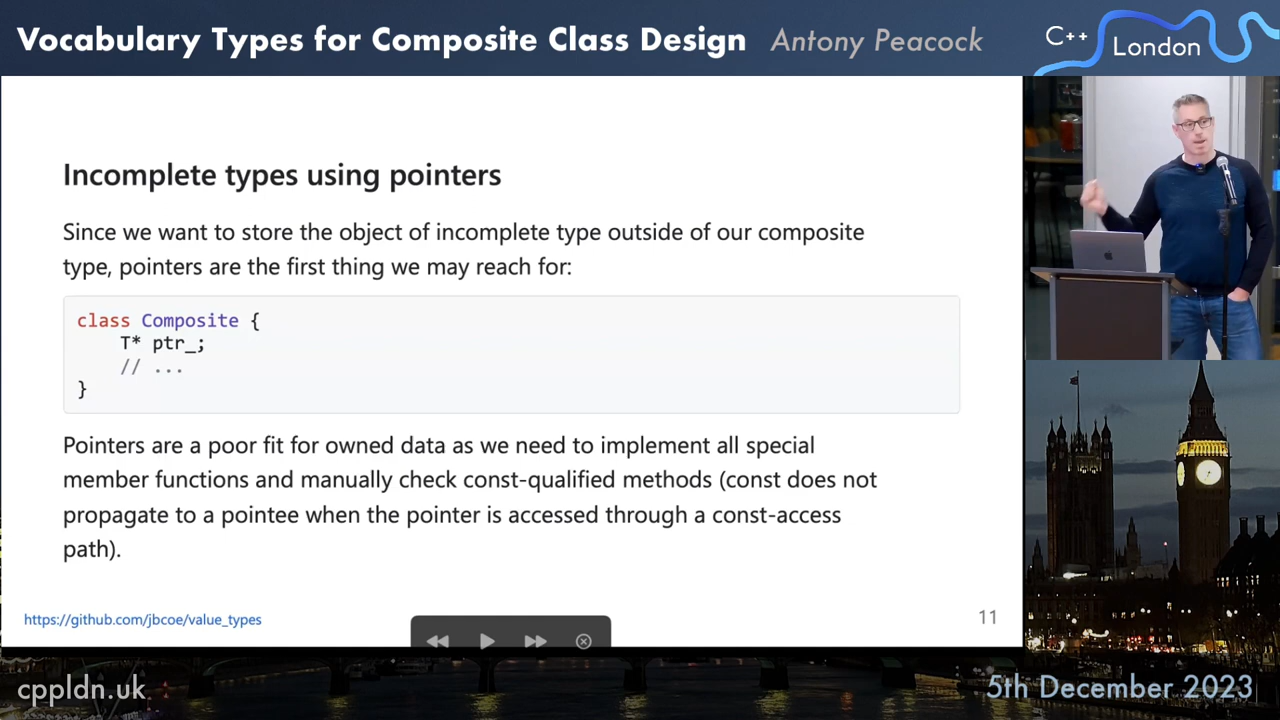 Vocabulary Types for Composite Class Design Antony Peacock
C++ London
Incomplete types using pointers
Since we want to store the object of incomplete type outside of our composite
type, pointers are the first thing we may reach for:
class Composite {
T* ptr_;
// ...
}
Pointers are a poor fit for owned data as we need to implement all special
member functions and manually check const-qualified methods (const does not
propagate to a pointee when the pointer is accessed through a const-access
path).
https://github.com/jbcoe/value_types
11
cppldn.uk
5th December 2023